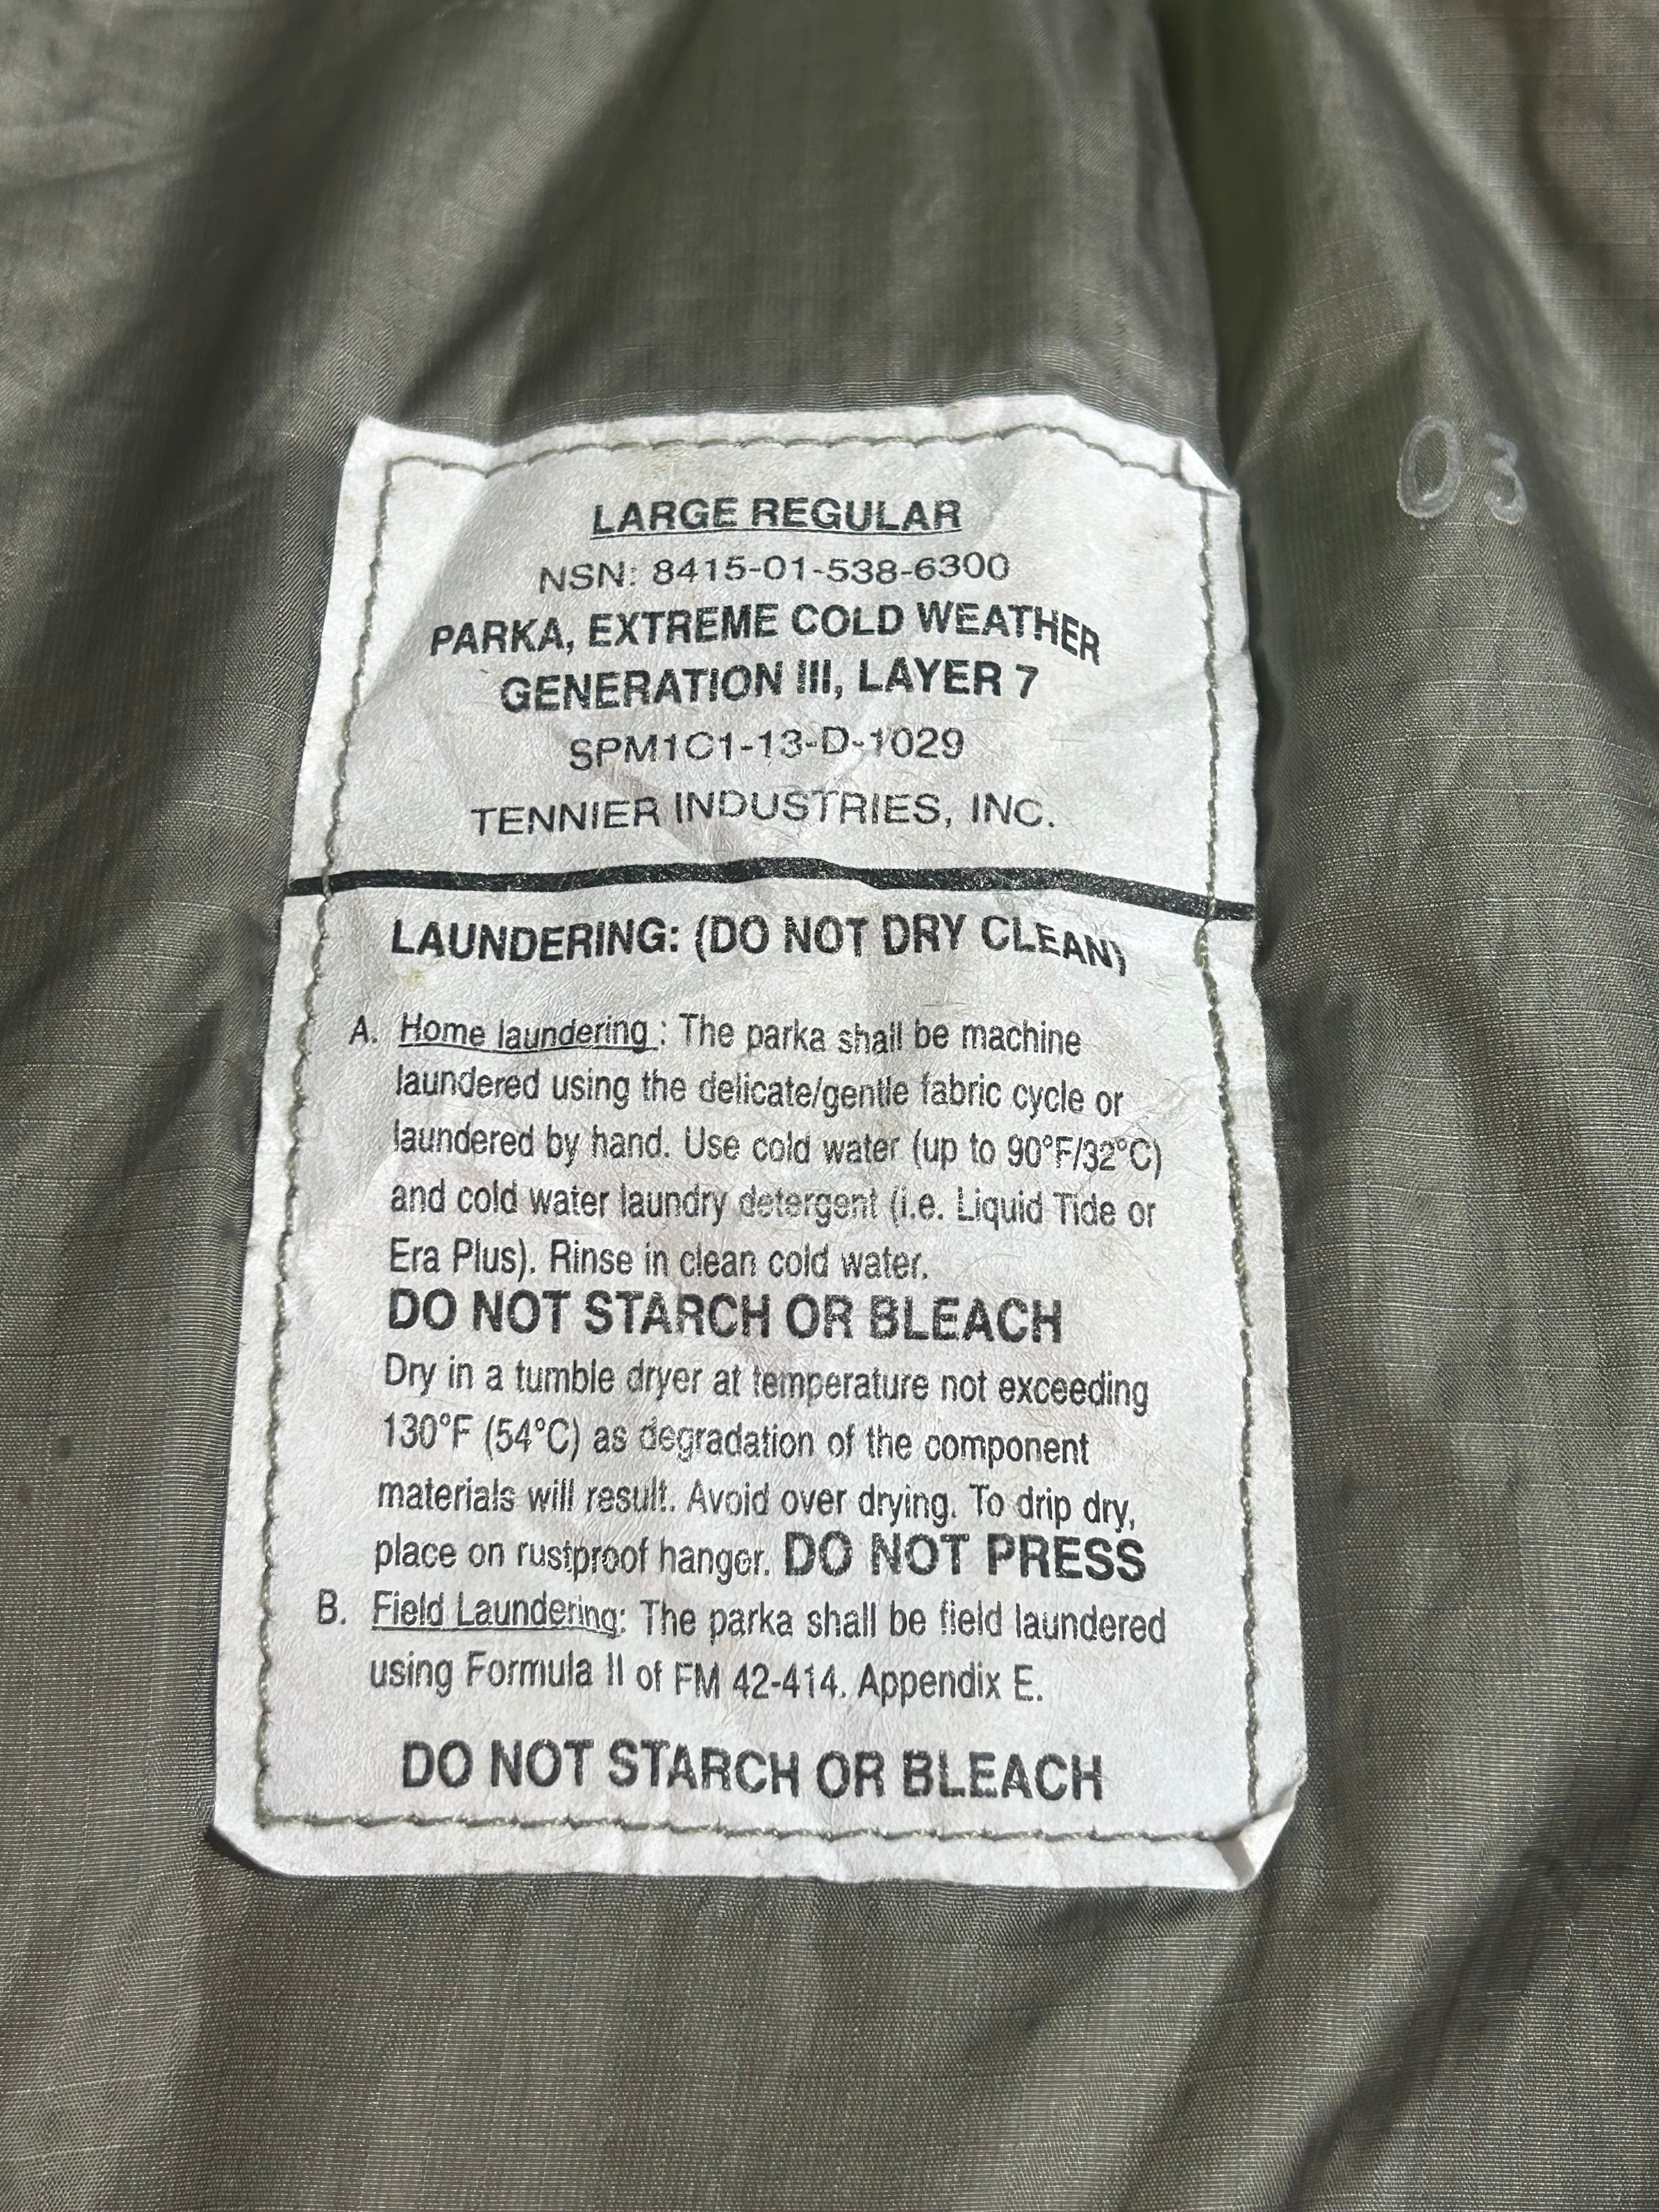 LARGE REGULAR
NSN: 8415-01-538-6300
PARKA, EXTREME COLD WEATHER
GENERATION III, LAYER 7
SPM1C1-13-D-1029
TENNIER INDUSTRIES, INC.
LAUNDERING: (DO NOT DRY CLEAN)
A. Home laundering : The parka shall be machine
laundered using the delicate/gentle fabric cycle or
laundered by hand. Use cold water (up to 90°F/32°C)
and cold water laundry detergent (i.e. Liquid Tide or
Era Plus). Rinse in clean cold water.
DO NOT STARCH OR BLEACH
Dry in a tumble dryer at temperature not exceeding
130°F (54°C) as degradation of the component
materials will result. Avoid over drying. To drip dry,
place on rustproof hanger. DO NOT PRESS
B. Field Laundering: The parka shall be field laundered
using Formula II of FM 42-414. Appendix E.
DO NOT STARCH OR BLEACH
03